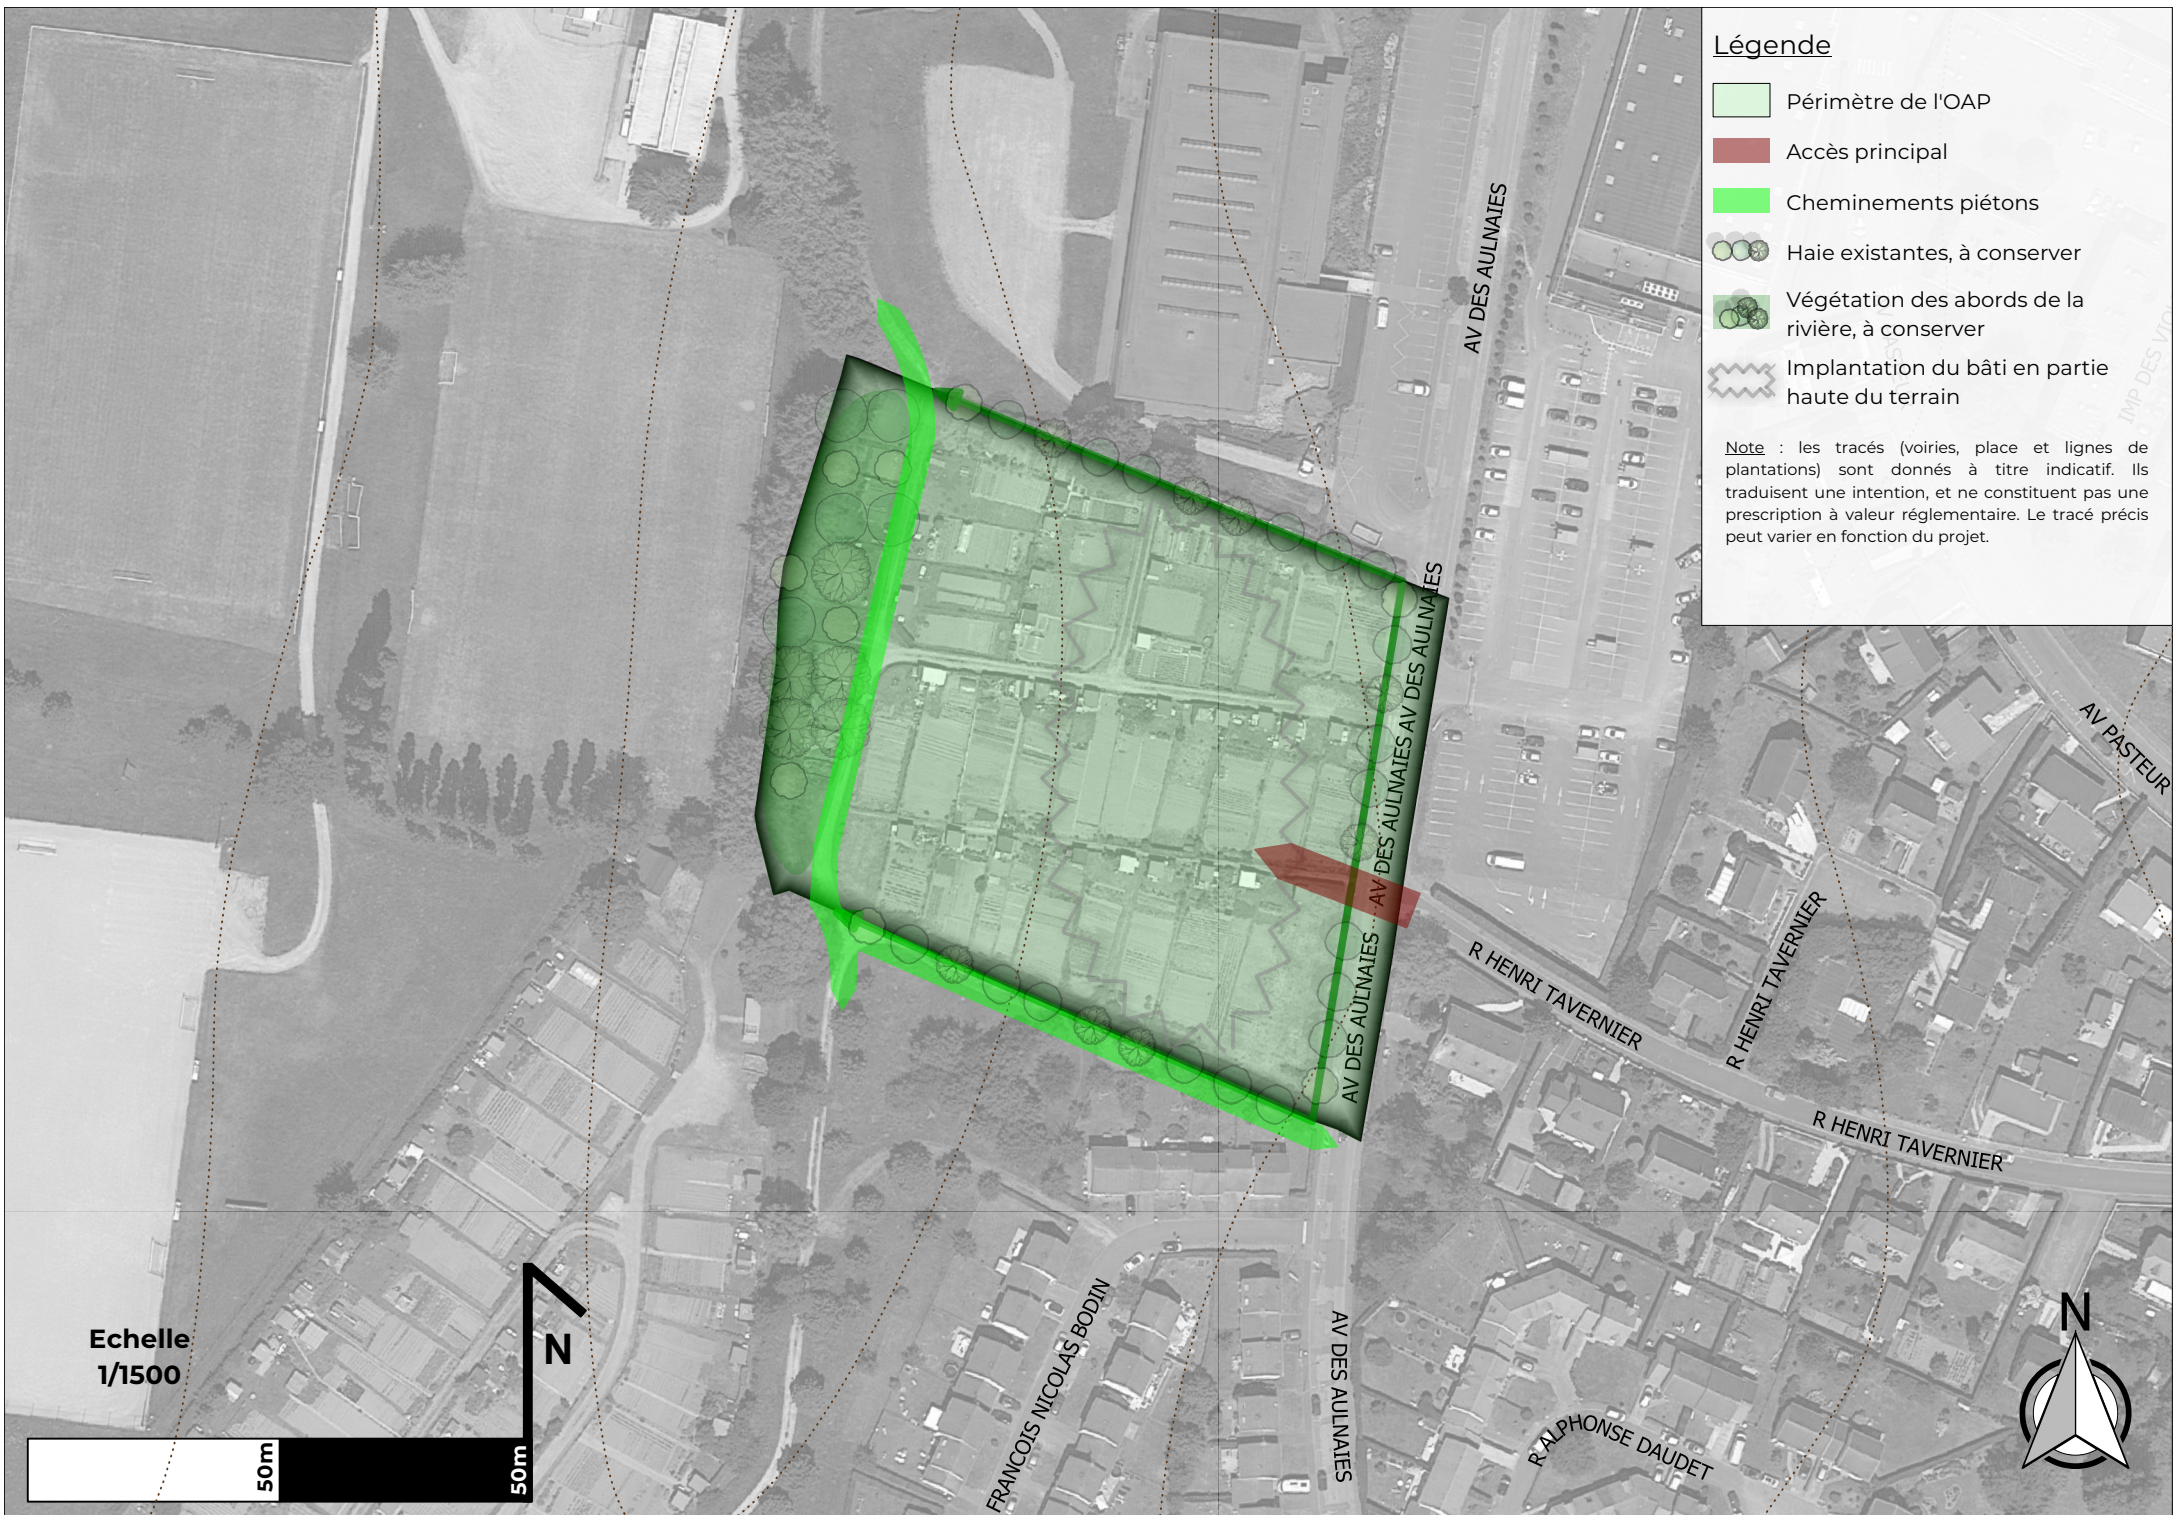 Légende
Périmètre de l'OAP
Accès principal
Cheminements piétons
Haie existantes, à conserver
Végétation des abords de la
rivière, à conserver
Implantation du bâti en partie
haute du terrain
Note : les tracés (voiries, place et lignes de
plantations) sont donnés à titre indicatif. Ils
traduisent une intention, et ne constituent pas une
prescription à valeur réglementaire. Le tracé précis
peut varier en fonction du projet.
AV DES AULNAIES
AV DES AULNAIES
AV DES AULNAIES
AV DES AULNAIES
AV DES AULNAIES
R HENRI TAVERNIER
R HENRI TAVERNIER
R HENRI TAVERNIER
AV PASTEUR
IMP DES VIO
FRANCOIS NICOLAS BODIN
AV DES AULNAIES
R ALPHONSE DAUDET
Echelle
1/1500
50m
50m
N
N